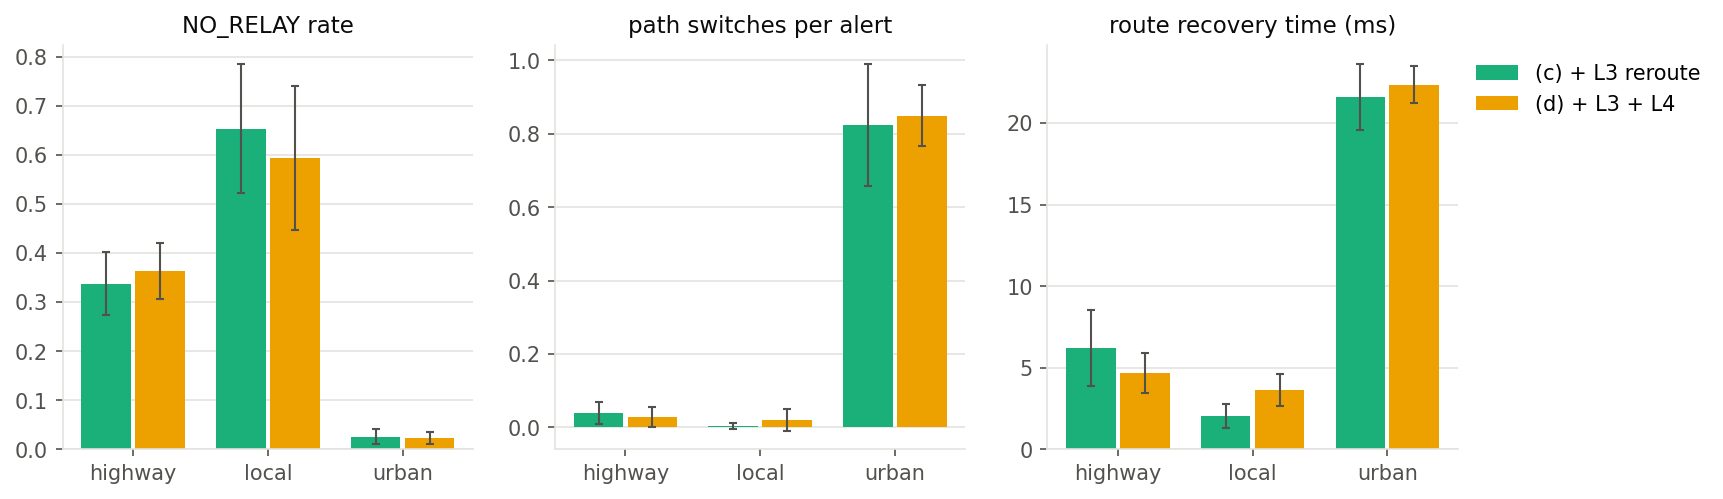 NO_RELAY rate
0.8
0.7
0.6
0.5
0.4
0.3
0.2
0.1
0.0
highway local urban
path switches per alert
1.0
0.8
0.6
0.4
0.2
0.0
highway local urban
route recovery time (ms)
20
15
10
5
0
highway local urban
(c) + L3 reroute
(d) + L3 + L4